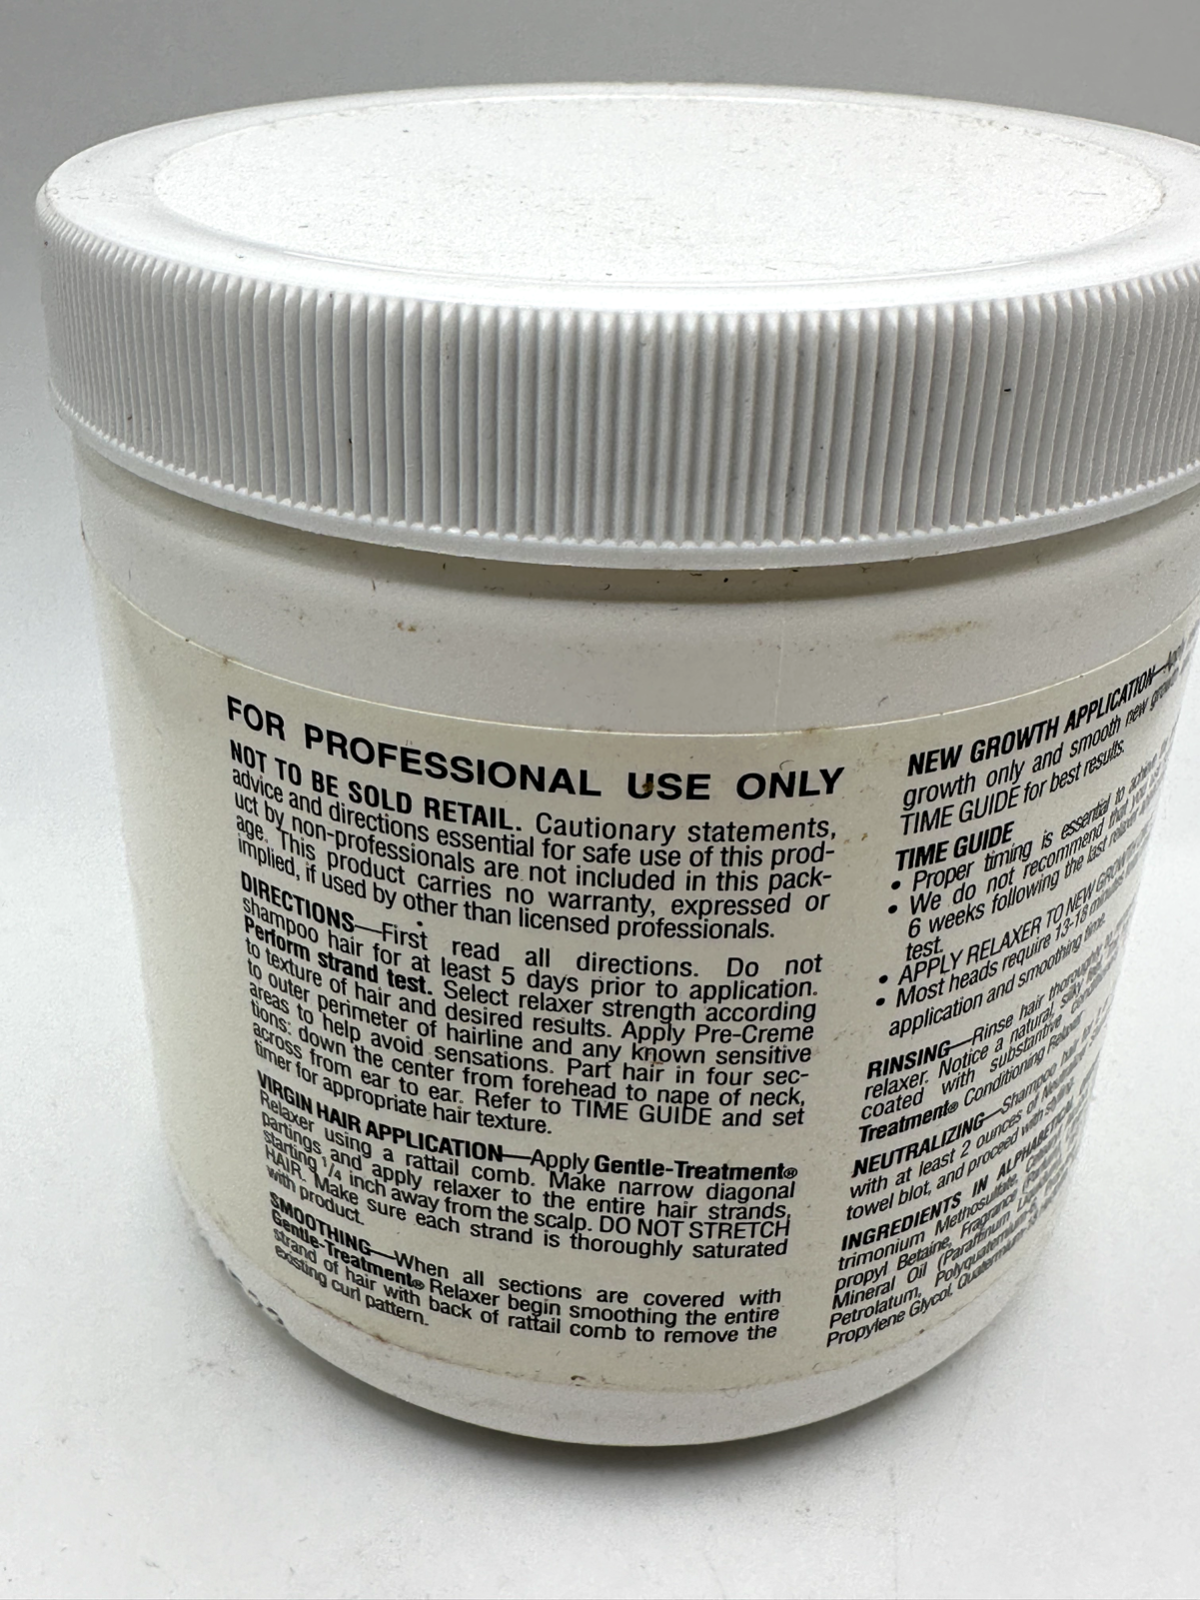 FOR PROFESSIONAL USE ONLY
NOT TO BE SOLD RETAIL. Cautionary statements,
advice and directions essential for safe use of this prod-
uct by non-professionals are not included in this pack-
age. This product carries no warranty, expressed or
implied, if used by other than licensed professionals.
DIRECTIONS—First read all directions. Do not
shampoo hair for at least 5 days prior to application.
Perform strand test. Select relaxer strength according
to texture of hair and desired results. Apply Pre-Creme
to outer perimeter of hairline and any known sensitive
areas to help avoid sensations. Part hair in four sec-
tions: down the center from forehead to nape of neck,
across from ear to ear. Refer to TIME GUIDE and set
timer for appropriate hair texture.
VIRGIN HAIR APPLICATION—Apply Gentle-Treatment®
Relaxer using a rattail comb. Make narrow diagonal
partings and apply relaxer to the entire hair strands,
starting 1/4 inch away from the scalp. DO NOT STRETCH
HAIR. Make sure each strand is thoroughly saturated
with product.
SMOOTHING—When all sections are covered with
Gentle-Treatment® Relaxer begin smoothing the entire
strand of hair with back of rattail comb to remove the
existing curl pattern.
NEW GROWTH APPLICATION—Apply
growth only and smooth new growth
TIME GUIDE for best results.
TIME GUIDE
• Proper timing is essential to achieve
• We do not recommend that you
6 weeks following the last relaxer
test.
• APPLY RELAXER TO NEW GROWTH
• Most heads require 13-18 minutes
application and smoothing time.
RINSING—Rinse hair thoroughly
relaxer. Notice a natural, silky
coated with substantive
Treatment® Conditioning Relaxer
NEUTRALIZING—Shampoo hair for
with at least 2 ounces of
towel blot, and proceed with styling.
INGREDIENTS IN ALPHABETICAL
trimonium Methosulfate,
propyl Betaine, Fragrance
Mineral Oil (Paraffinum
Petrolatum,
Propylene Glycol,